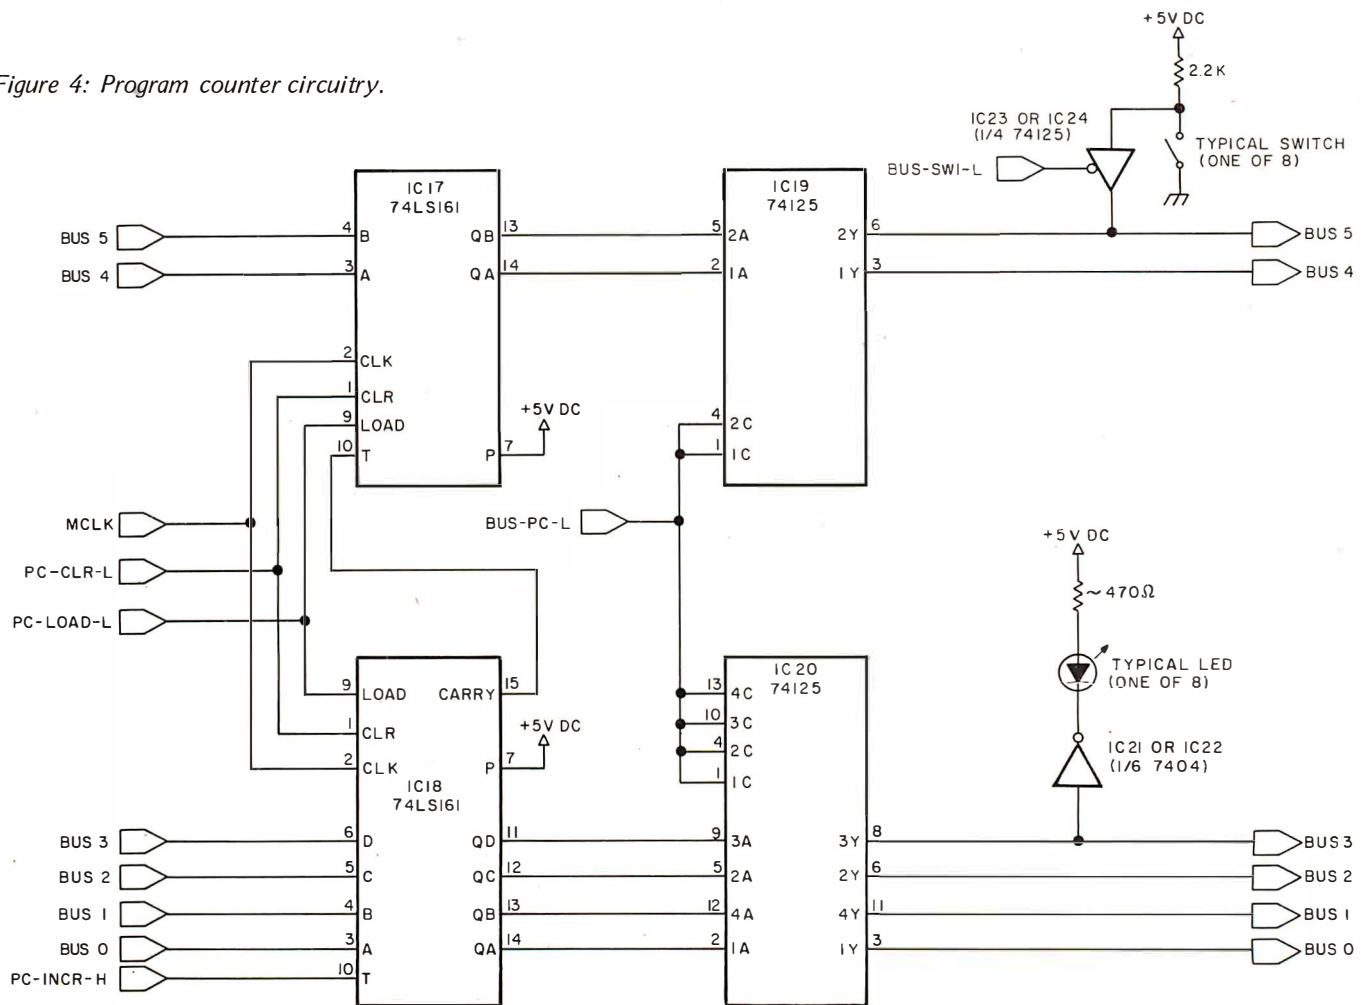 Figure 4: Program counter circuitry.
+5V DC
2.2K
IC23 OR IC24
(1/4 74125)
TYPICAL SWITCH
(ONE OF 8)
BUS-SWI-L
IC17
74LS161
IC19
74125
BUS 5
4
B
QB
13
5
2A
2Y
6
BUS 5
BUS 4
3
A
QA
14
2
1A
1Y
3
BUS 4
2
CLK
1
CLR
9
LOAD
10
T
P
7
+5V DC
4
2C
1
1C
MCLK
PC-CLR-L
PC-LOAD-L
BUS-PC-L
+5V DC
~470Ω
TYPICAL LED
(ONE OF 8)
IC21 OR IC22
(1/6 7404)
9
LOAD
CARRY
15
1
CLR
2
CLK
P
7
+5V DC
IC18
74LS161
IC20
74125
13
4C
10
3C
4
2C
1
1C
BUS 3
6
D
QD
11
9
3A
3Y
8
BUS 3
BUS 2
5
C
QC
12
5
2A
2Y
6
BUS 2
BUS 1
4
B
QB
13
12
4A
4Y
11
BUS 1
BUS 0
3
A
QA
14
2
1A
1Y
3
BUS 0
PC-INCR-H
10
T